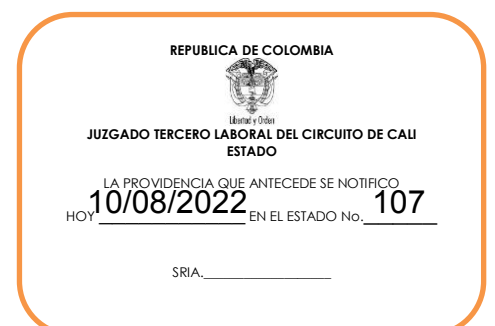 REPUBLICA DE COLOMBIA
Libertad y Orden
JUZGADO TERCERO LABORAL DEL CIRCUITO DE CALI
ESTADO
LA PROVIDENCIA QUE ANTECEDE SE NOTIFICO
HOY 10/08/2022 EN EL ESTADO No. 107
SRIA.___________________